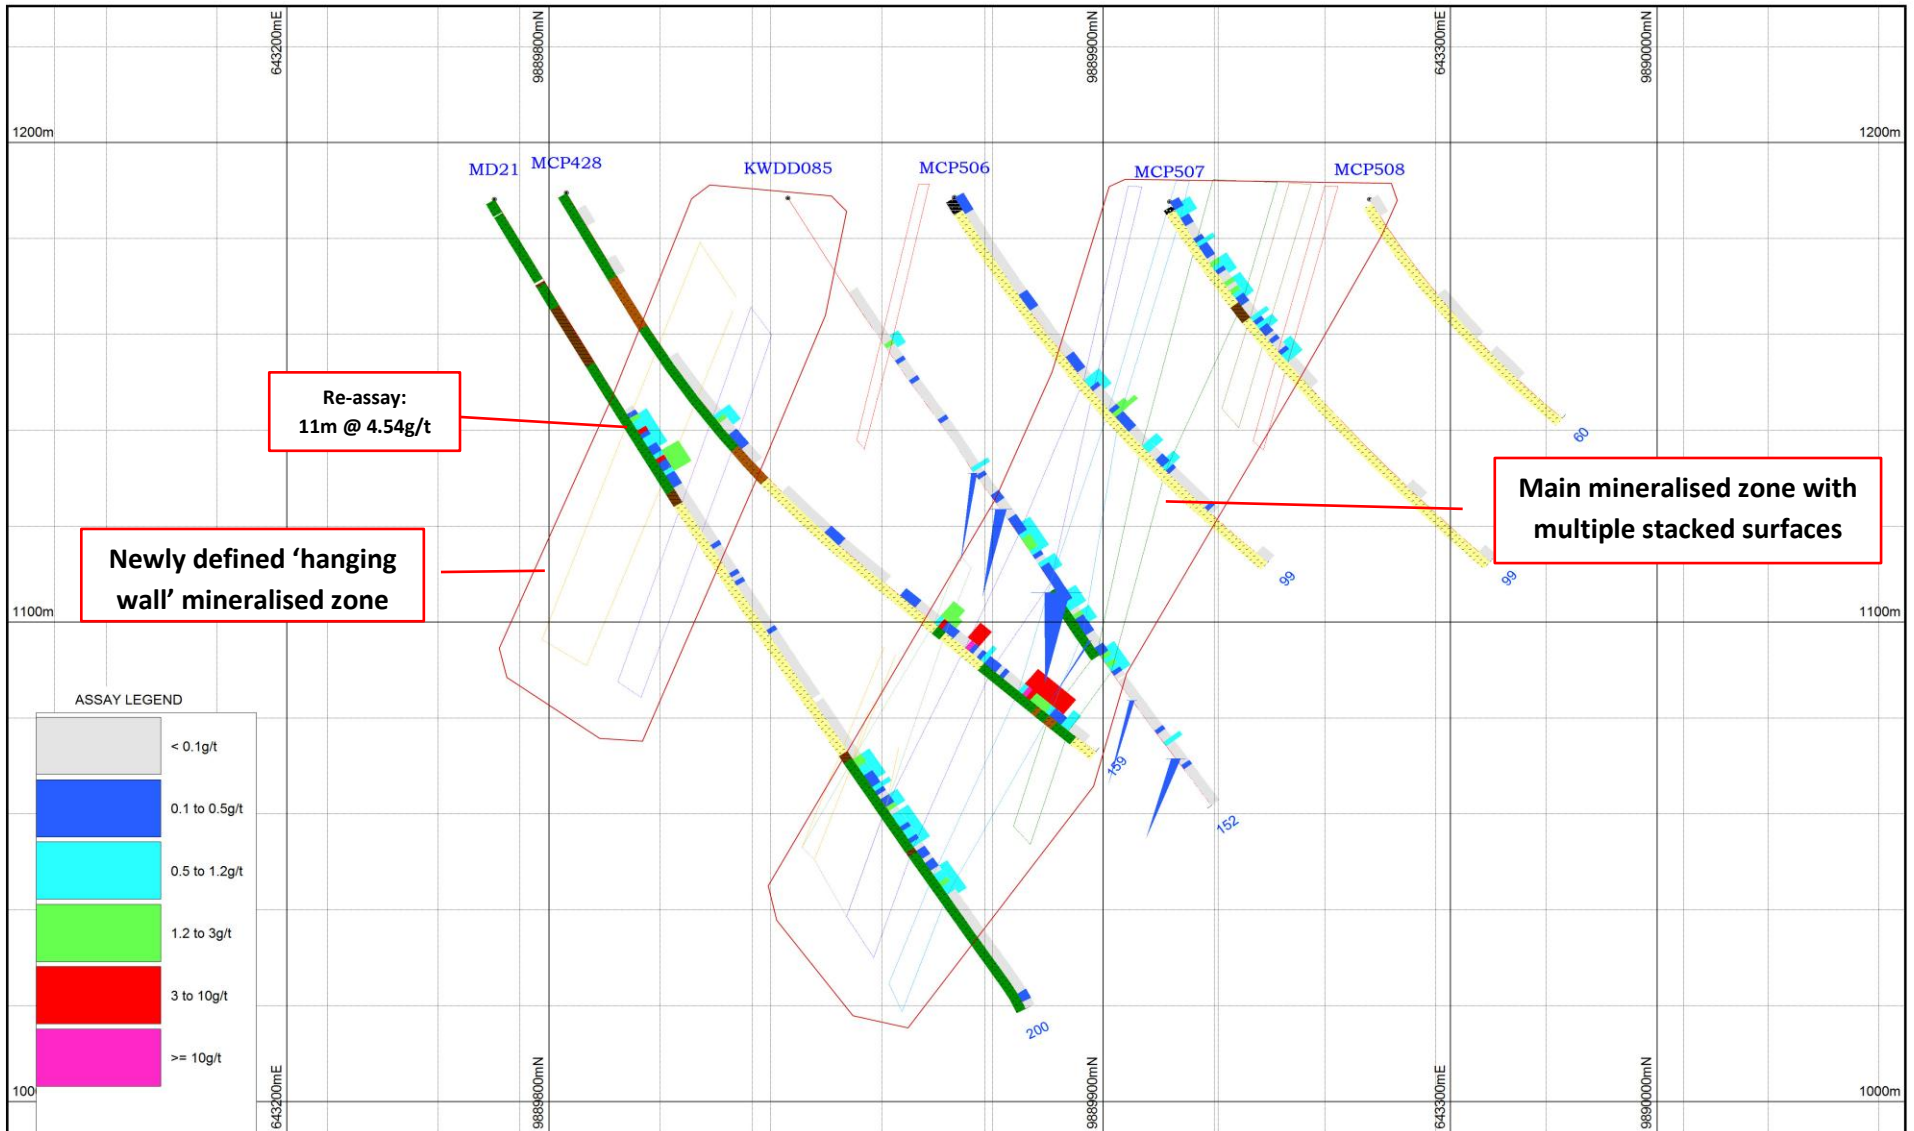 643200mE
9889800mN
9889900mN
643300mE
9890000mN
1200m
1200m
MD21
MCP428
KWDD085
MCP506
MCP507
MCP508
Re-assay:
11m @ 4.54g/t
60
Main mineralised zone with
multiple stacked surfaces
Newly defined ‘hanging
wall’ mineralised zone
99
99
1100m
1100m
ASSAY LEGEND
< 0.1g/t
0.1 to 0.5g/t
0.5 to 1.2g/t
1.2 to 3g/t
3 to 10g/t
>= 10g/t
159
152
200
100
1000m
643200mE
9889800mN
9889900mN
643300mE
9890000mN